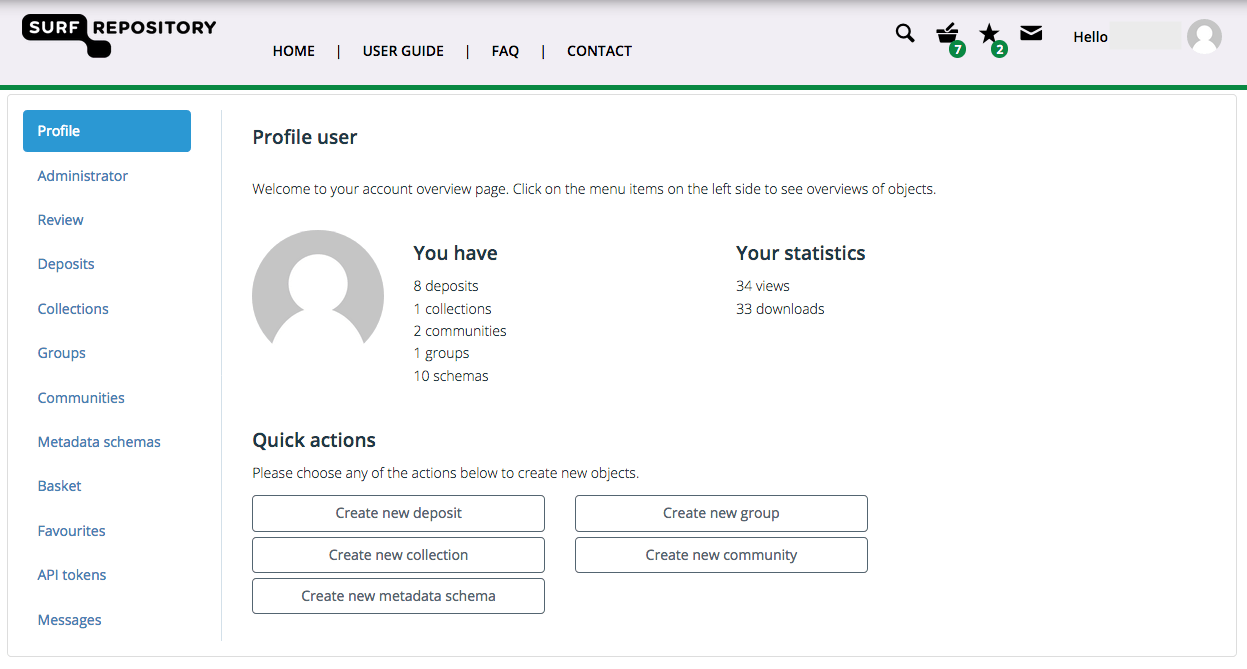 SURF REPOSITORY
HOME | USER GUIDE | FAQ | CONTACT
7
2
Hello
Profile
Administrator
Review
Deposits
Collections
Groups
Communities
Metadata schemas
Basket
Favourites
API tokens
Messages
Profile user
Welcome to your account overview page. Click on the menu items on the left side to see overviews of objects.
You have
8 deposits
1 collections
2 communities
1 groups
10 schemas
Your statistics
34 views
33 downloads
Quick actions
Please choose any of the actions below to create new objects.
Create new deposit
Create new group
Create new collection
Create new community
Create new metadata schema